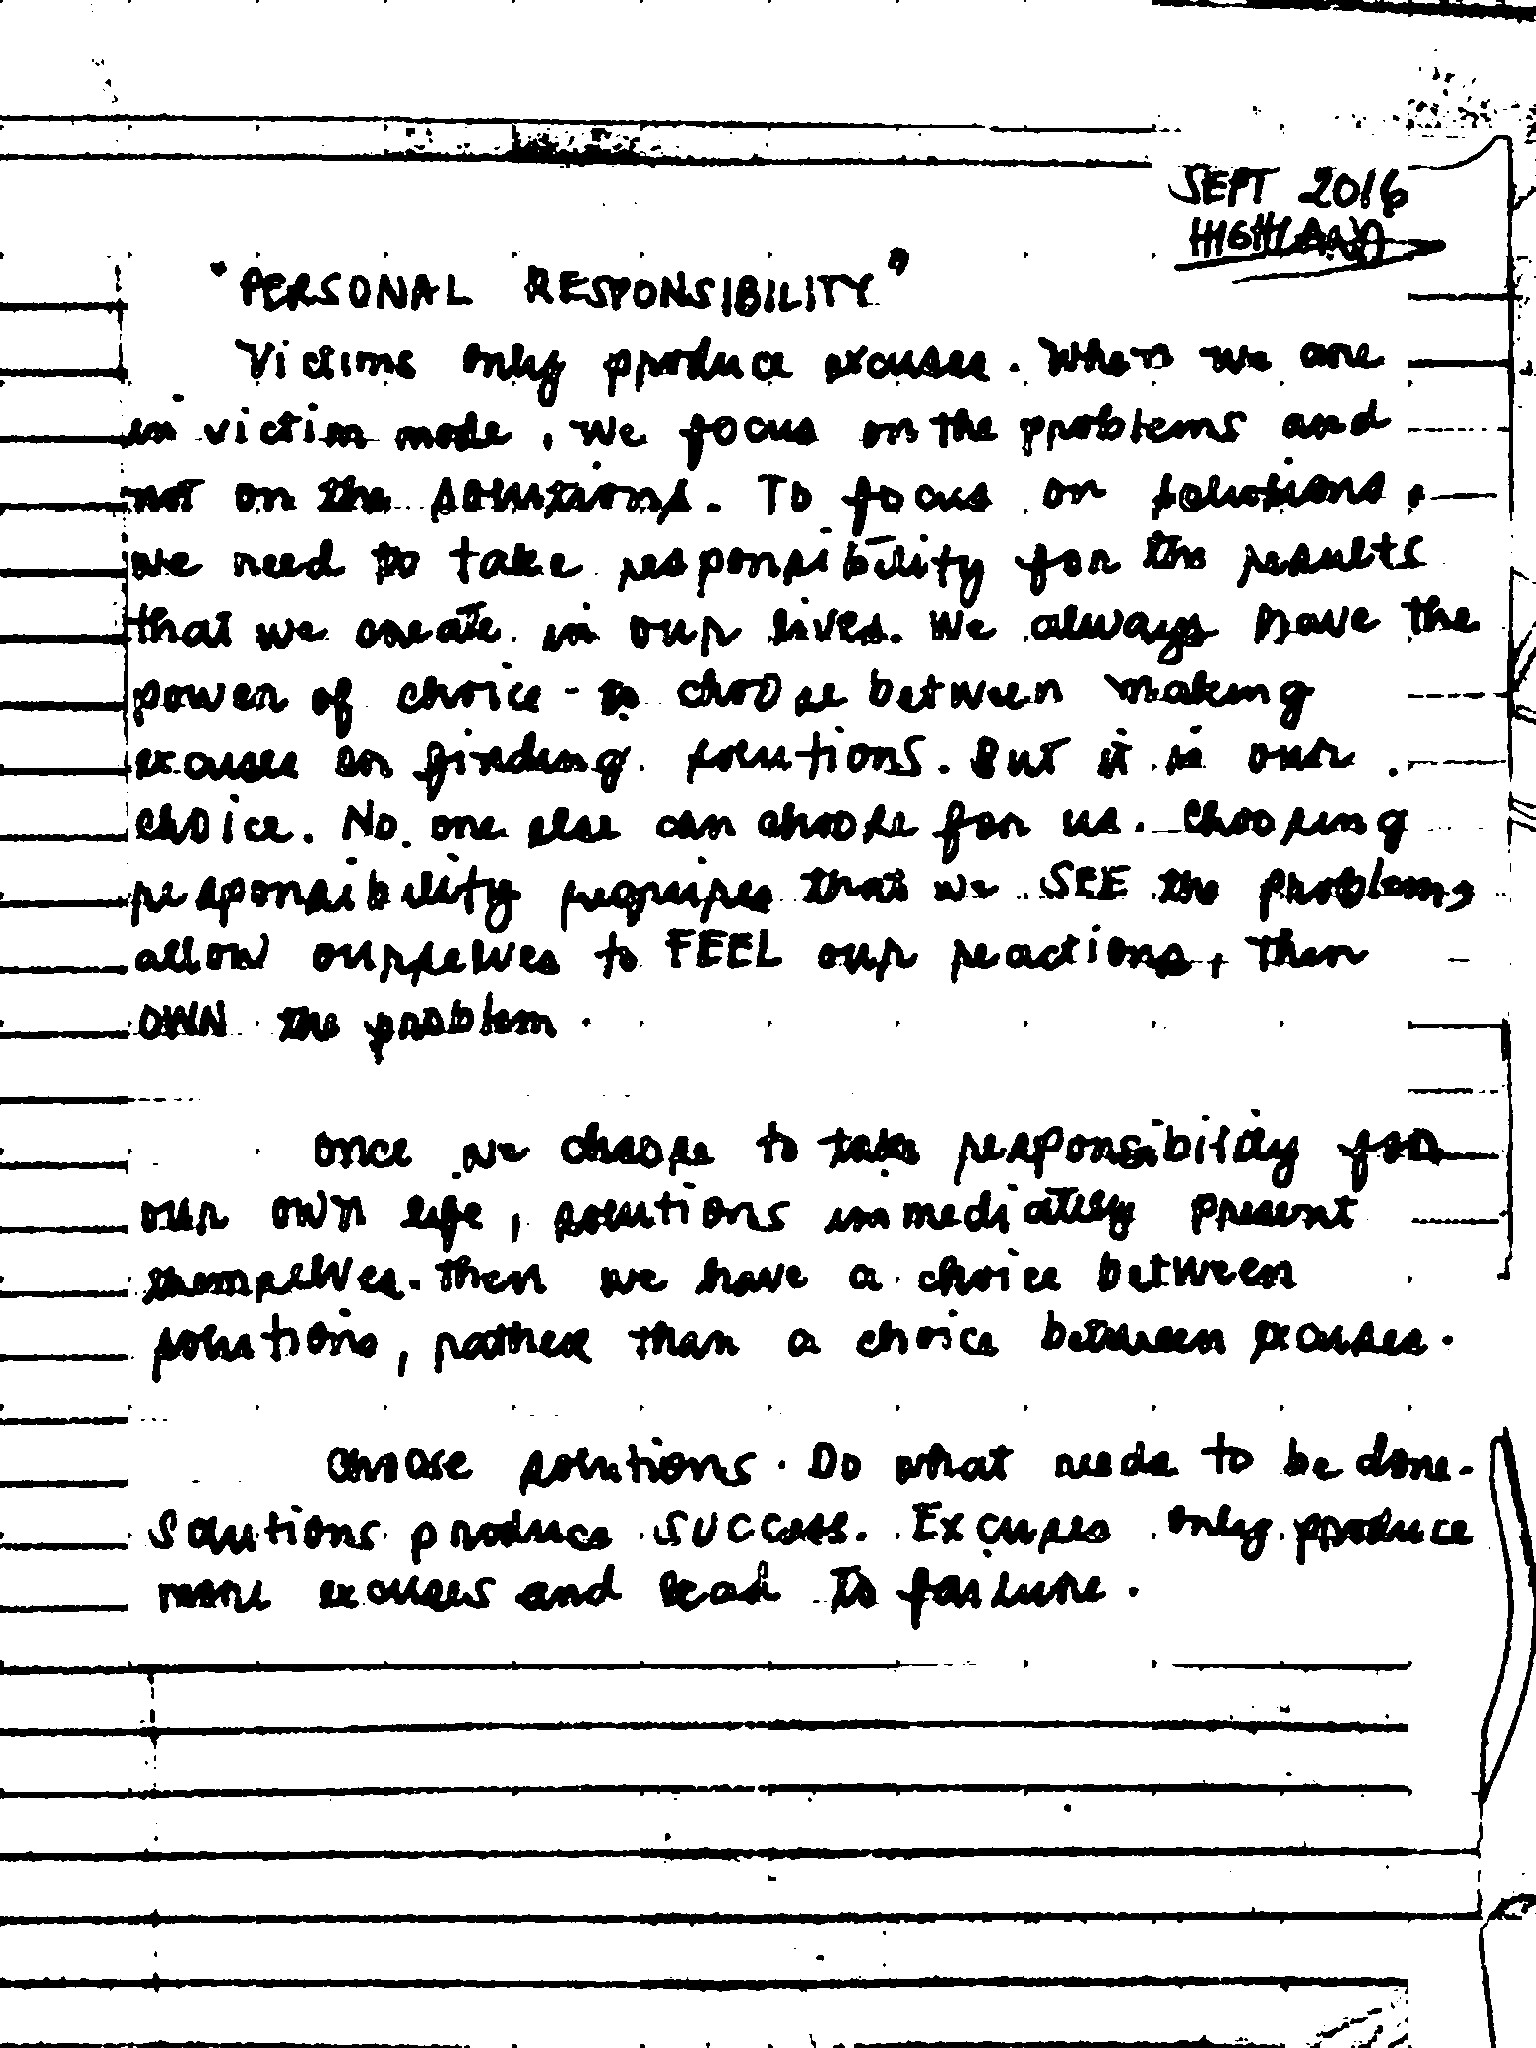 SEPT 2016
HIGHLAND
"PERSONAL RESPONSIBILITY"
Victims only produce excuses. When we are
in victim mode, we focus on the problems and
not on the solutions. To focus on solutions,
we need to take responsibility for the results
that we create in our lives. We always have the
power of choice - to choose between making
excuses or finding solutions. But it is our
choice. No one else can choose for us. Choosing
responsibility requires that we SEE the problem,
allow ourselves to FEEL our reactions, then
OWN the problem.
Once we choose to take responsibility for
our own life, solutions immediately present
themselves. Then we have a choice between
solutions, rather than a choice between excuses.
Choose solutions. Do what needs to be done.
Solutions produce success. Excuses only produce
more excuses and lead to failure.